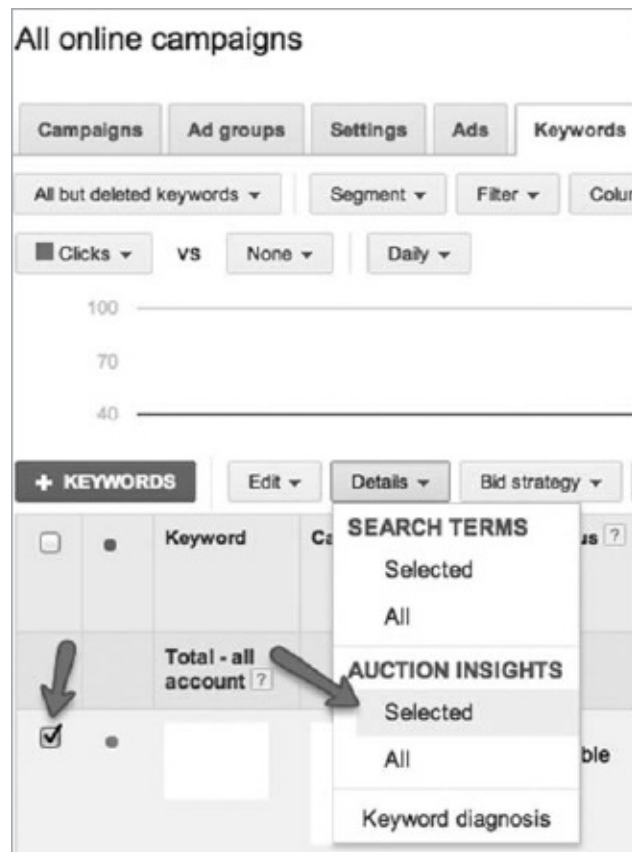 All online campaigns
Campaigns Ad groups Settings Ads Keywords
All but deleted keywords Segment Filter
Clicks VS None Daily
100
70
40
+ KEYWORDS Edit Details Bid strategy
Keyword
SEARCH TERMS
Selected
All
Total - all
account ?
AUCTION INSIGHTS
Selected
All
Keyword diagnosis